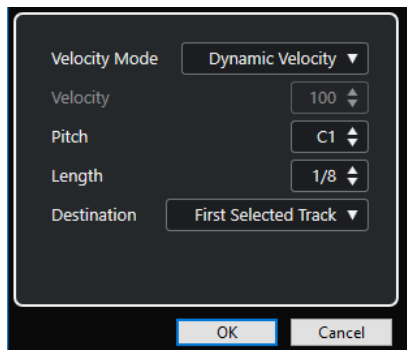 Velocity Mode Dynamic Velocity
Velocity 100
Pitch C1
Length 1/8
Destination First Selected Track
OK Cancel